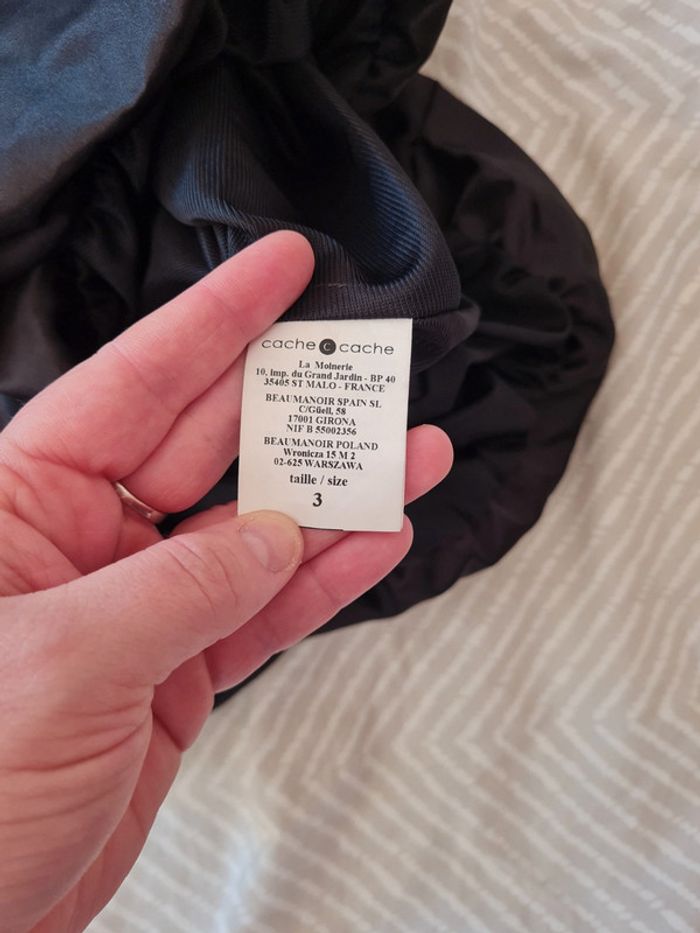 cache c cache
La Moinerie
10, imp. du Grand Jardin - BP 40
35405 ST MALO - FRANCE
BEAUMANOIR SPAIN SL
C/Güell, 58
17001 GIRONA
NIF B 55002356
BEAUMANOIR POLAND
Wronicza 15 M 2
02-625 WARSZAWA
taille / size
3